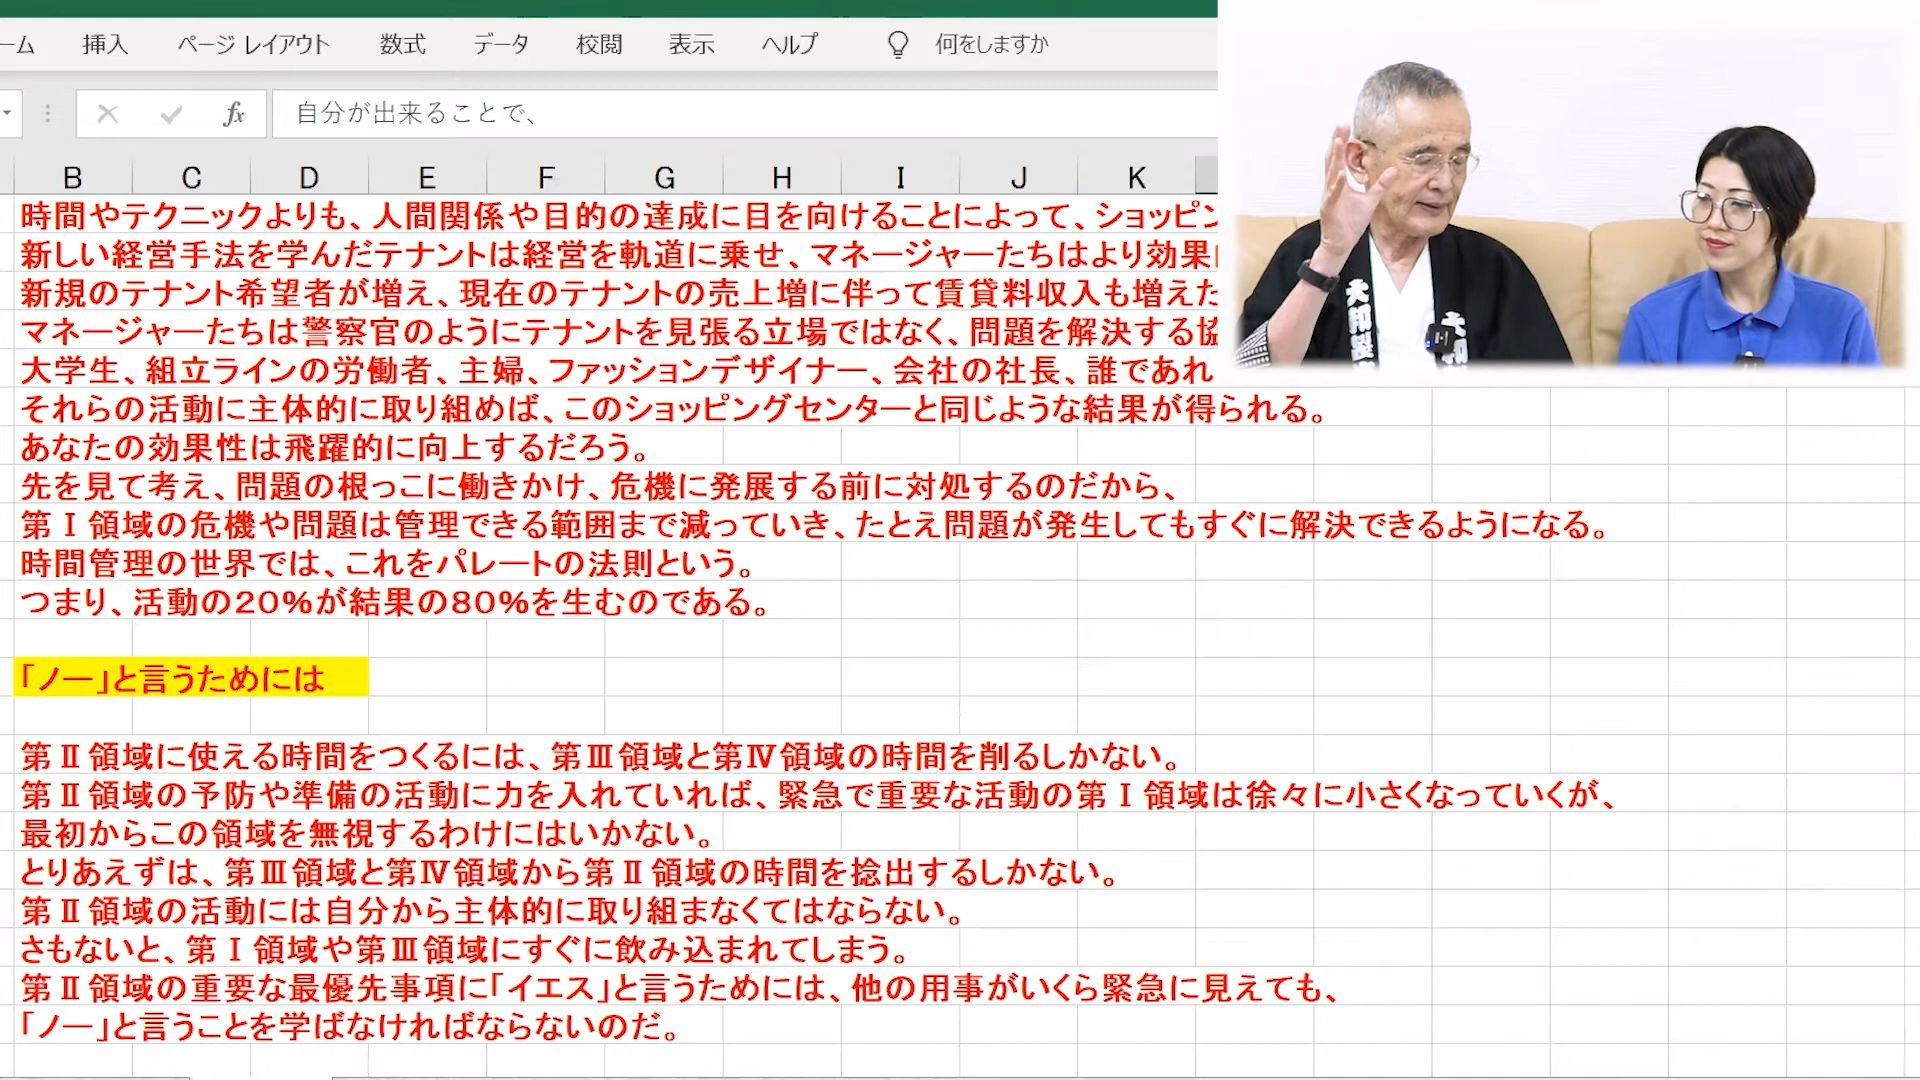 ーム 挿入 ページ レイアウト 数式 データ 校閲 表示 ヘルプ 何をしますか
fx 自分が出来ることで、
B C D E F G H I J K
時間やテクニックよりも、人間関係や目的の達成に目を向けることによって、ショッピン
新しい経営手法を学んだテナントは経営を軌道に乗せ、マネージャーたちはより効果
新規のテナント希望者が増え、現在のテナントの売上増に伴って賃貸料収入も増えた
マネージャーたちは警察官のようにテナントを見張る立場ではなく、問題を解決する協
大学生、組立ラインの労働者、主婦、ファッションデザイナー、会社の社長、誰であれ
それらの活動に主体的に取り組めば、このショッピングセンターと同じような結果が得られる。
あなたの効果性は飛躍的に向上するだろう。
先を見て考え、問題の根っこに働きかけ、危機に発展する前に対処するのだから、
第Ⅰ領域の危機や問題は管理できる範囲まで減っていき、たとえ問題が発生してもすぐに解決できるようになる。
時間管理の世界では、これをパレートの法則という。
つまり、活動の20%が結果の80%を生むのである。
「ノー」と言うためには
第Ⅱ領域に使える時間をつくるには、第Ⅲ領域と第Ⅳ領域の時間を削るしかない。
第Ⅱ領域の予防や準備の活動に力を入れていれば、緊急で重要な活動の第Ⅰ領域は徐々に小さくなっていくが、
最初からこの領域を無視するわけにはいかない。
とりあえずは、第Ⅲ領域と第Ⅳ領域から第Ⅱ領域の時間を捻出するしかない。
第Ⅱ領域の活動には自分から主体的に取り組まなくてはならない。
さもないと、第Ⅰ領域や第Ⅲ領域にすぐに飲み込まれてしまう。
第Ⅱ領域の重要な最優先事項に「イエス」と言うためには、他の用事がいくら緊急に見えても、
「ノー」と言うことを学ばなければならないのだ。
大和
大和